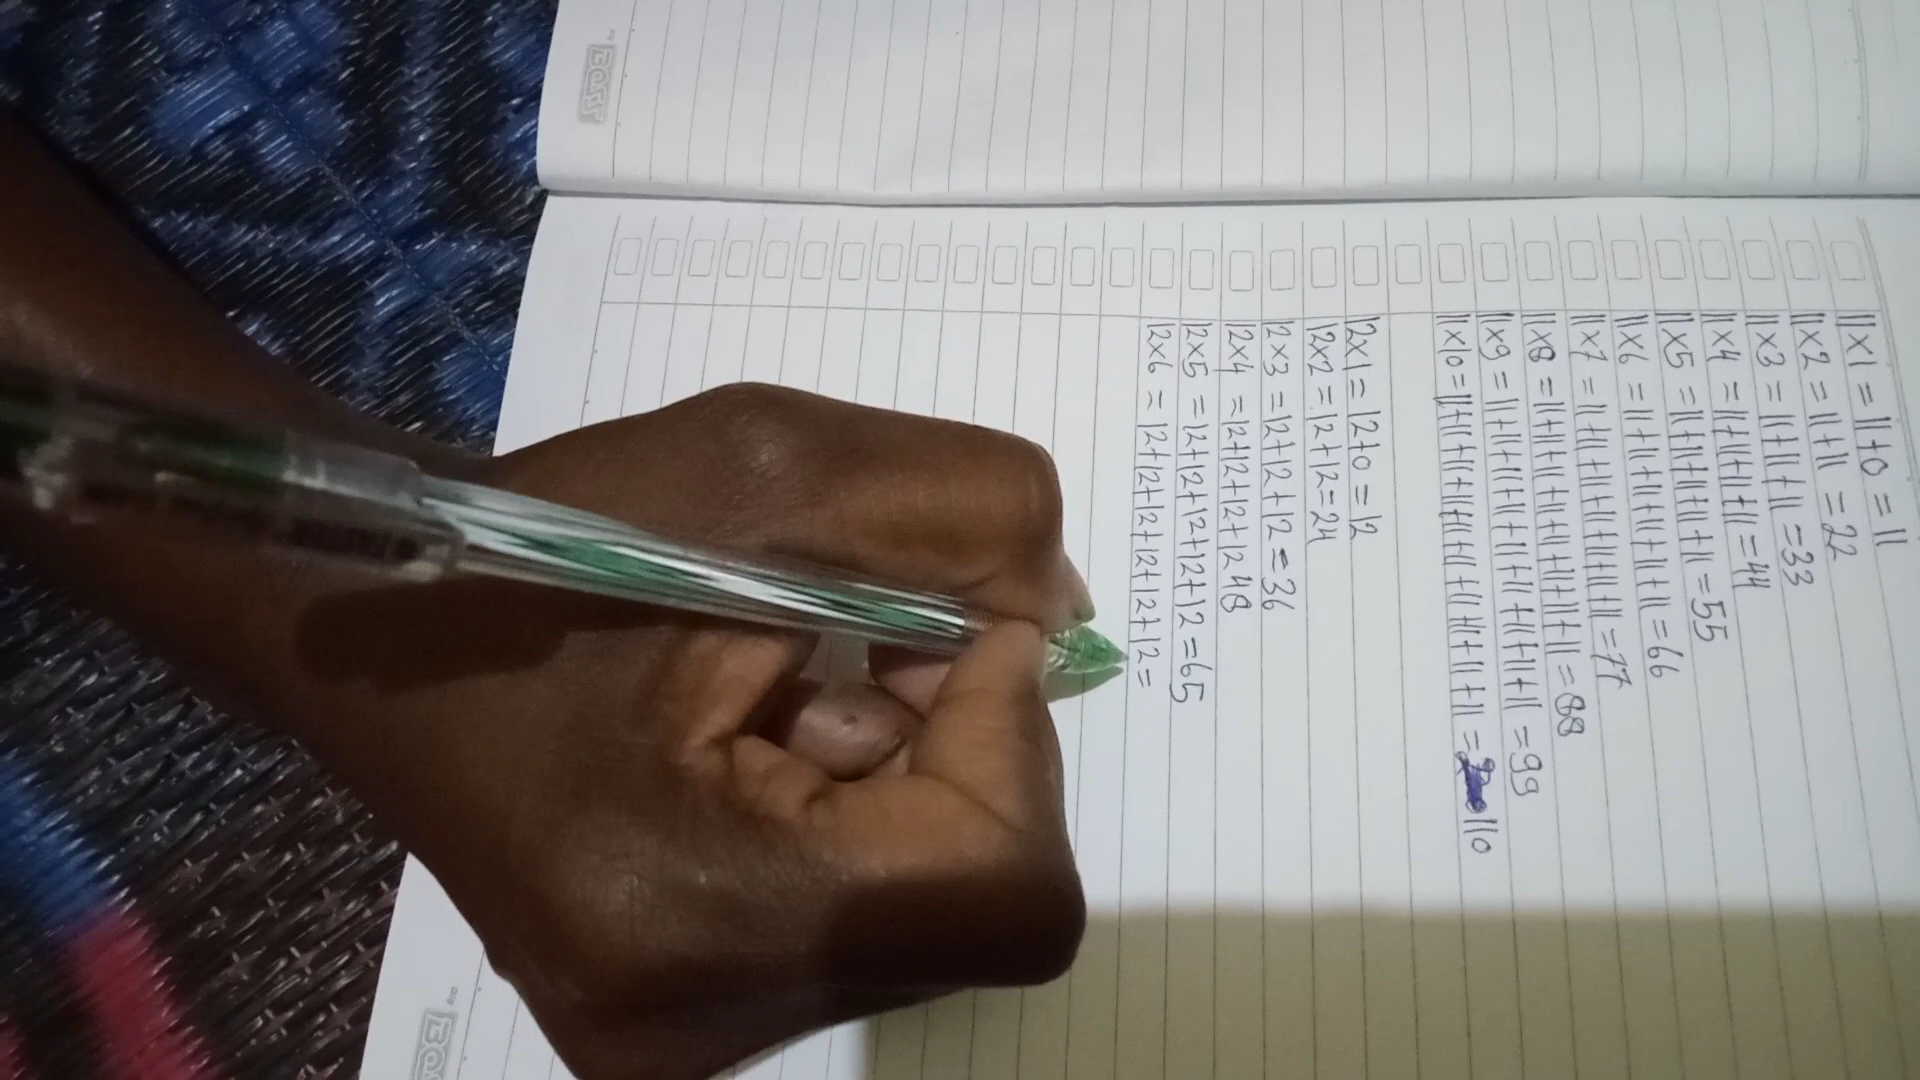 11x1 = 11+0 = 11
11x2 = 11+11 = 22
11x3 = 11+11+11 = 33
11x4 = 11+11+11+11 = 44
11x5 = 11+11+11+11+11 = 55
11x6 = 11+11+11+11+11+11 = 66
11x7 = 11+11+11+11+11+11+11 = 77
11x8 = 11+11+11+11+11+11+11+11 = 88
11x9 = 11+11+11+11+11+11+11+11+11 = 99
11x10 = 11+11+11+11+11+11+11+11+11+11 = 110
12x1 = 12+0 = 12
12x2 = 12+12=24
12x3 = 12+12+12 = 36
12x4 = 12+12+12+12 48
12x5 = 12+12+12+12+12 = 65
12x6 = 12+12+12+12+12+12=